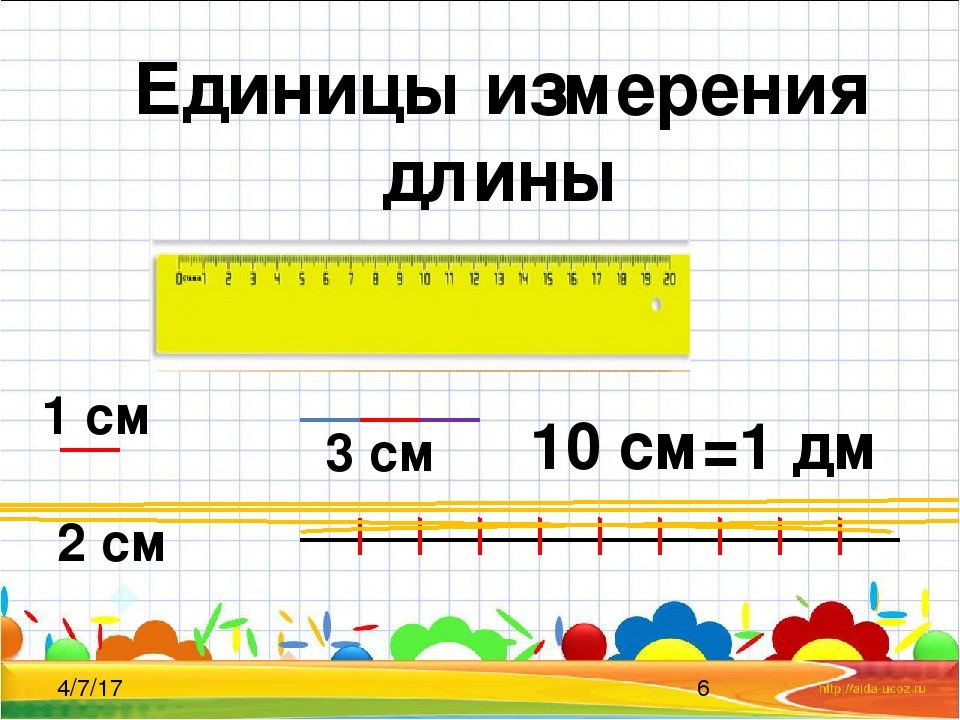 Единицы измерения
длины
0 1 2 3 4 5 6 7 8 9 10 11 12 13 14 15 16 17 18 19 20
1 см
3 см
10 см=1 дм
2 см
4/7/17
6
http://aida.ucoz.ru